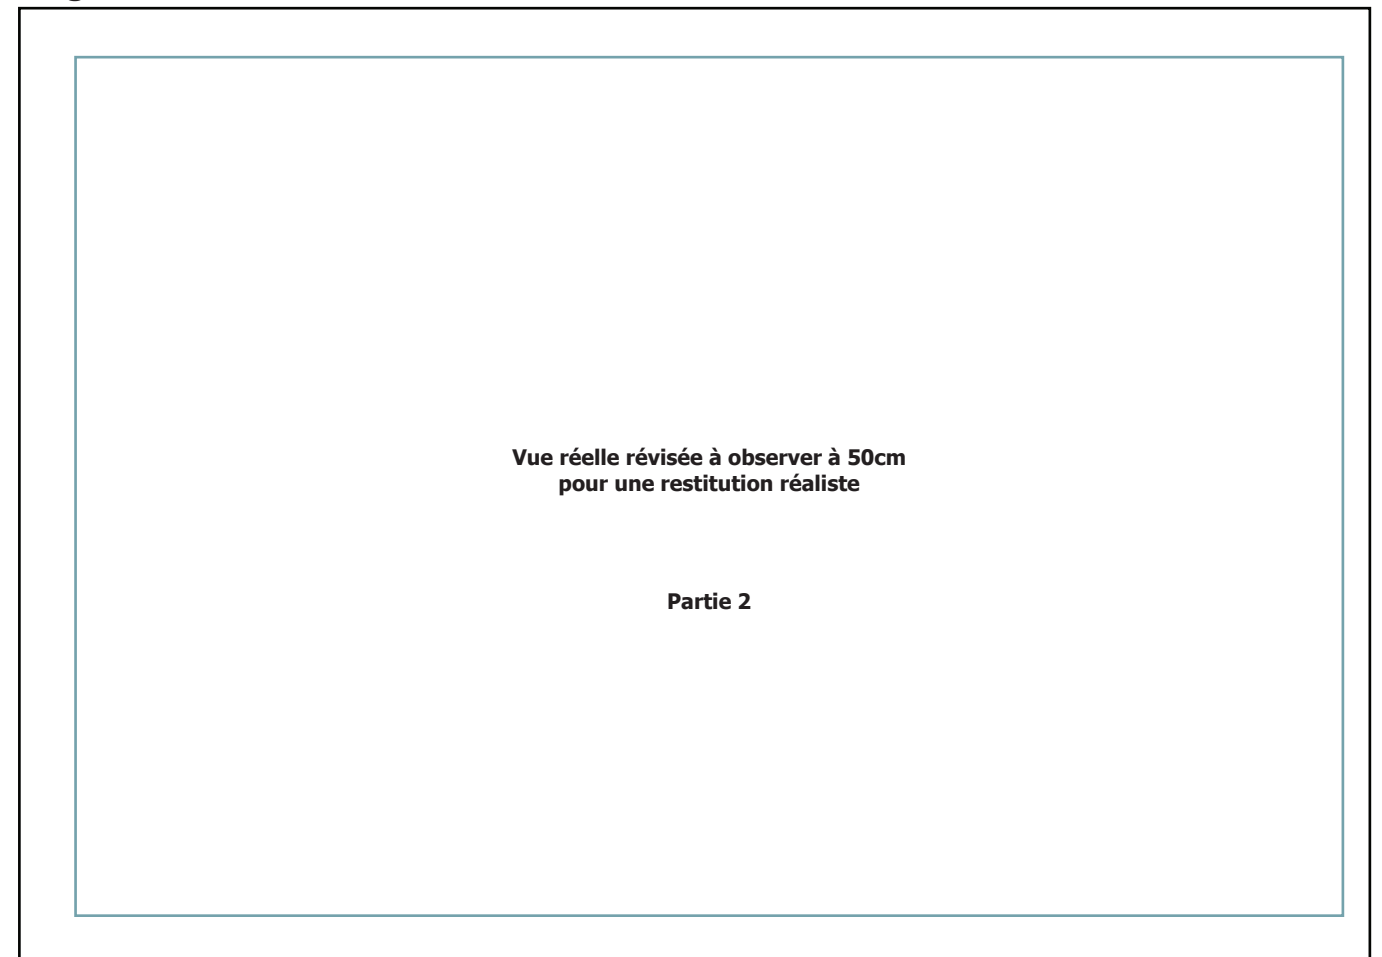 Vue réelle révisée à observer à 50cm
pour une restitution réaliste
Partie 2